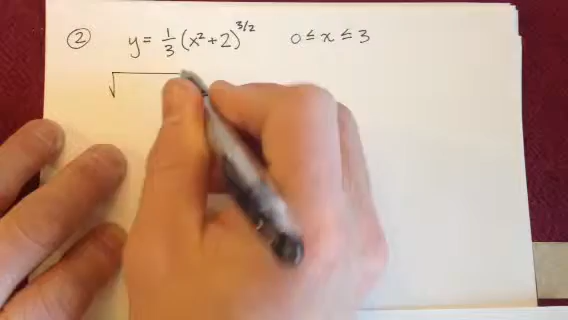 ② y = 1/3 (x² + 2)^3/2 0 ≤ x ≤ 3
√